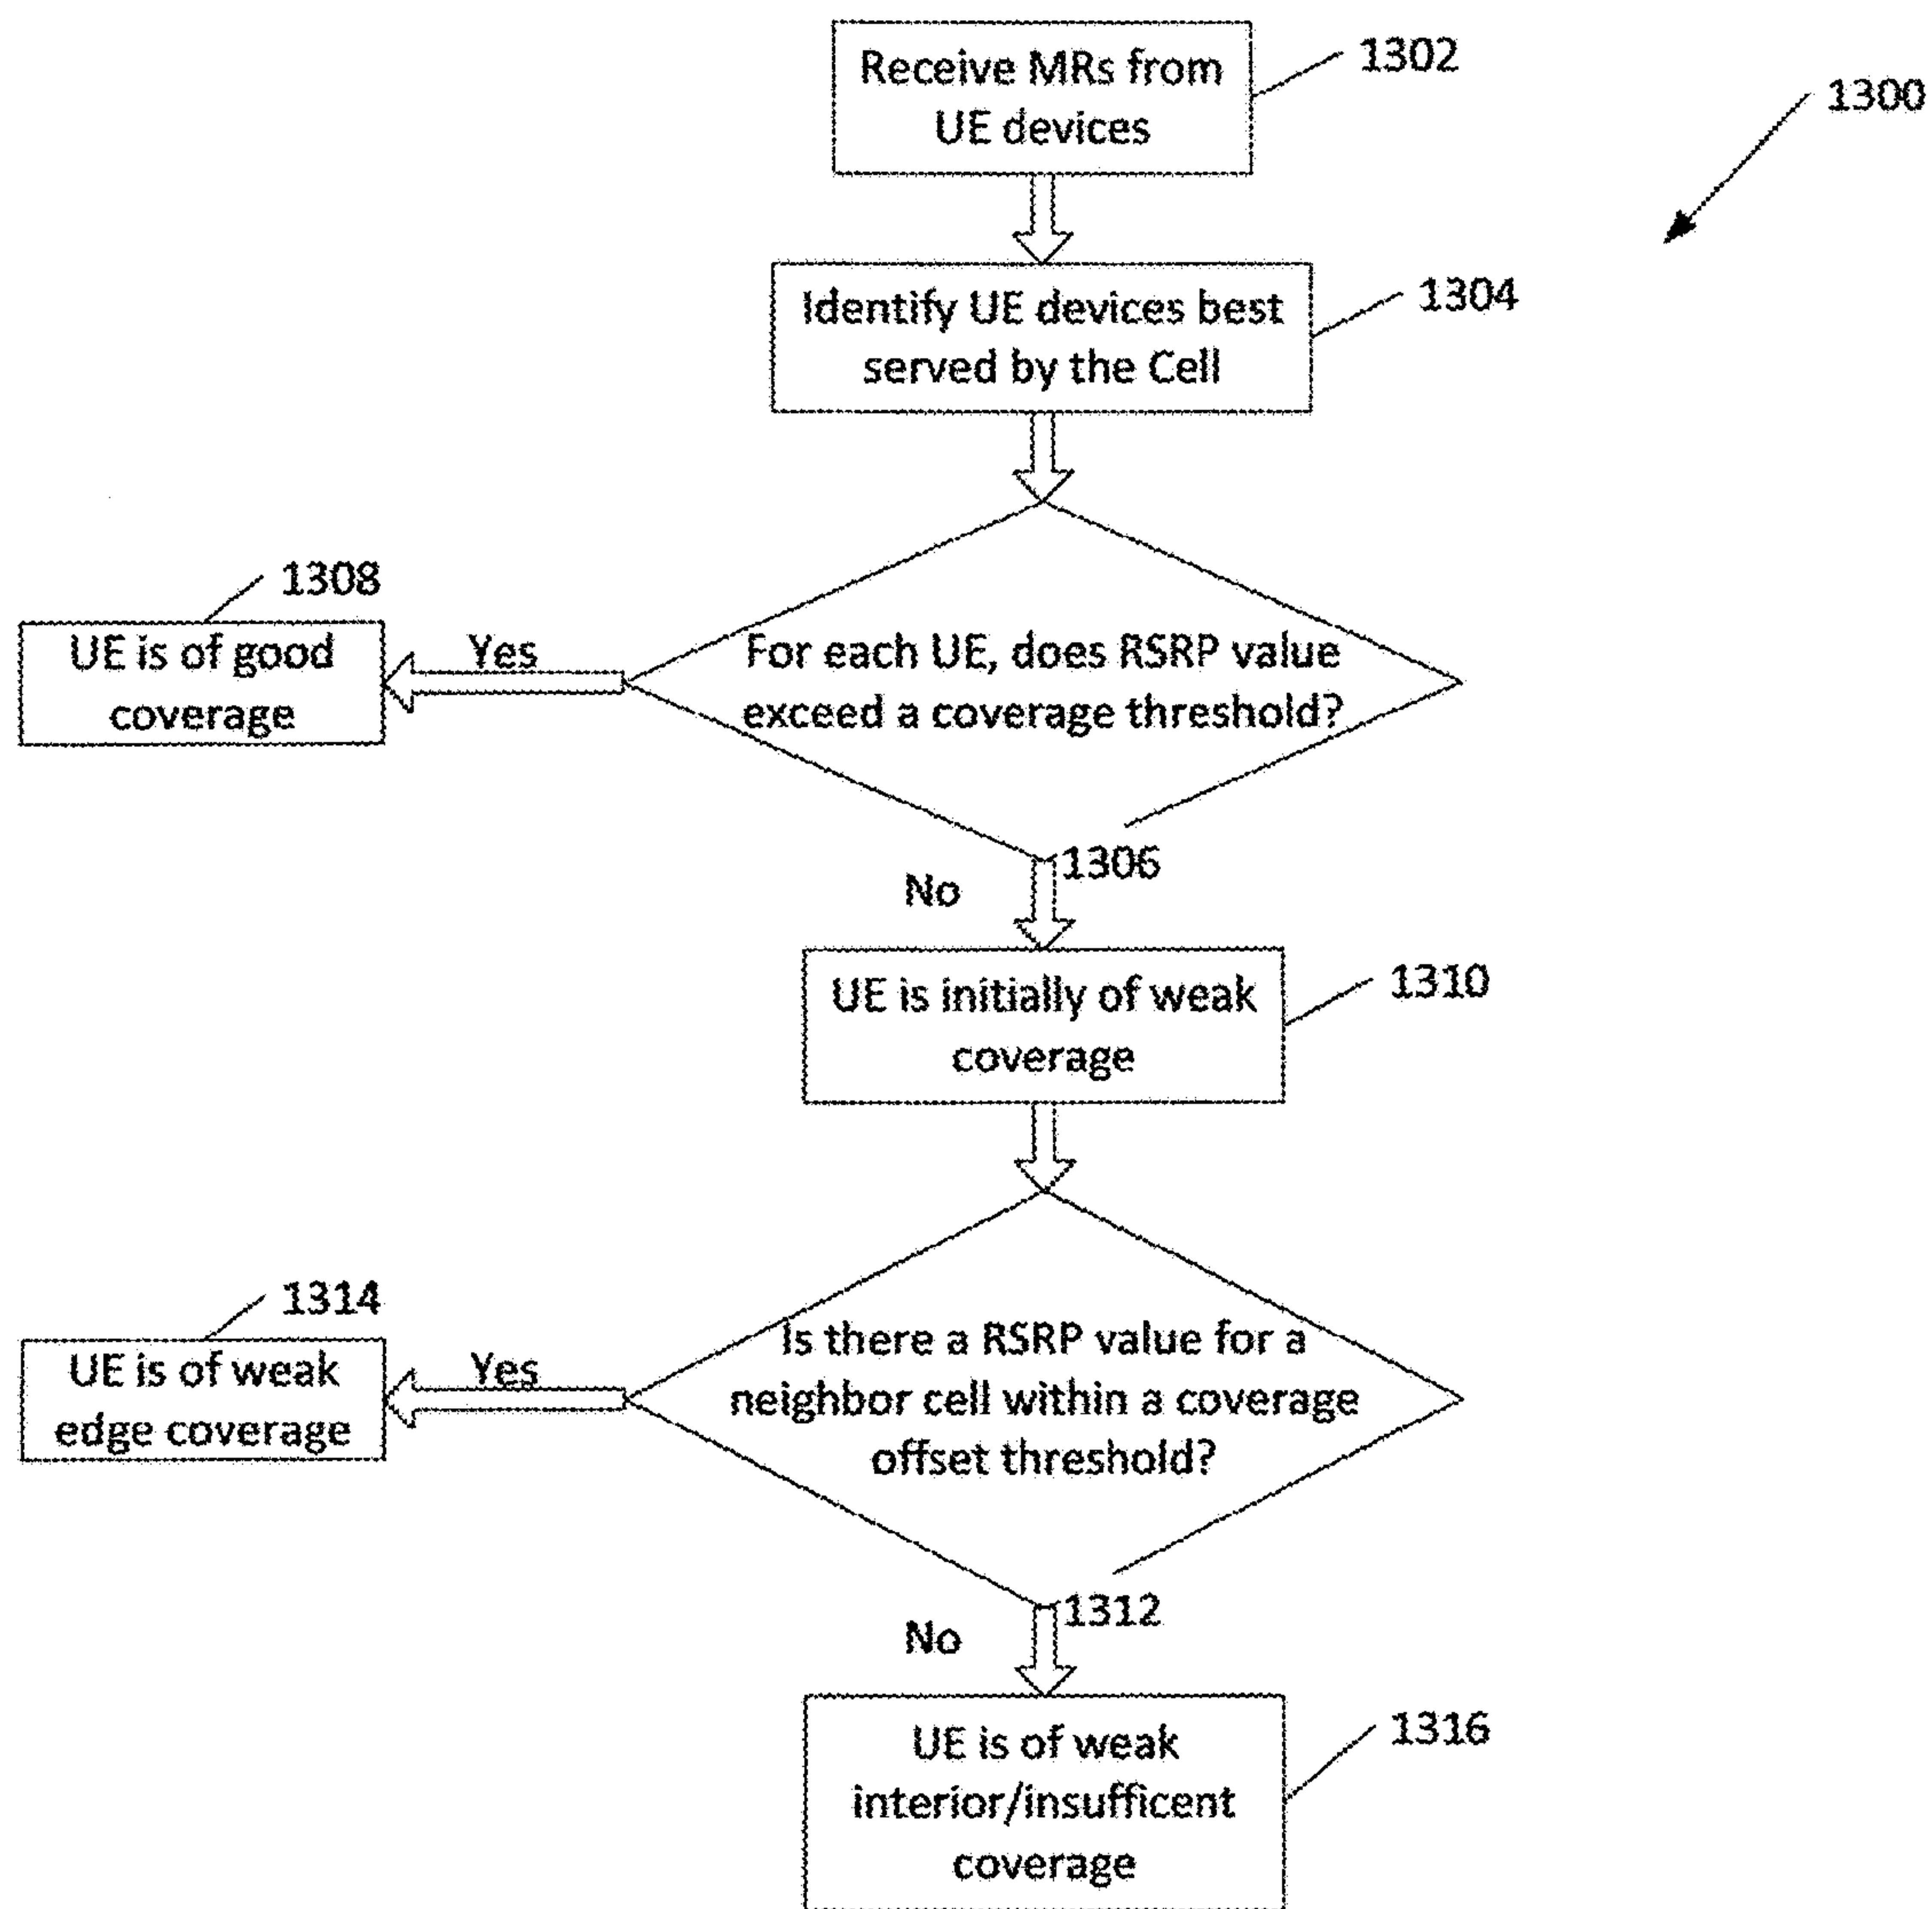 Receive MRs from
UE devices
1302
1300
Identify UE devices best
served by the Cell
1304
For each UE, does RSRP value
exceed a coverage threshold?
1306
Yes
1308
UE is of good
coverage
No
UE is initially of weak
coverage
1310
Is there a RSRP value for a
neighbor cell within a coverage
offset threshold?
1312
Yes
1314
UE is of weak
edge coverage
No
UE is of weak
interior/insufficent
coverage
1316